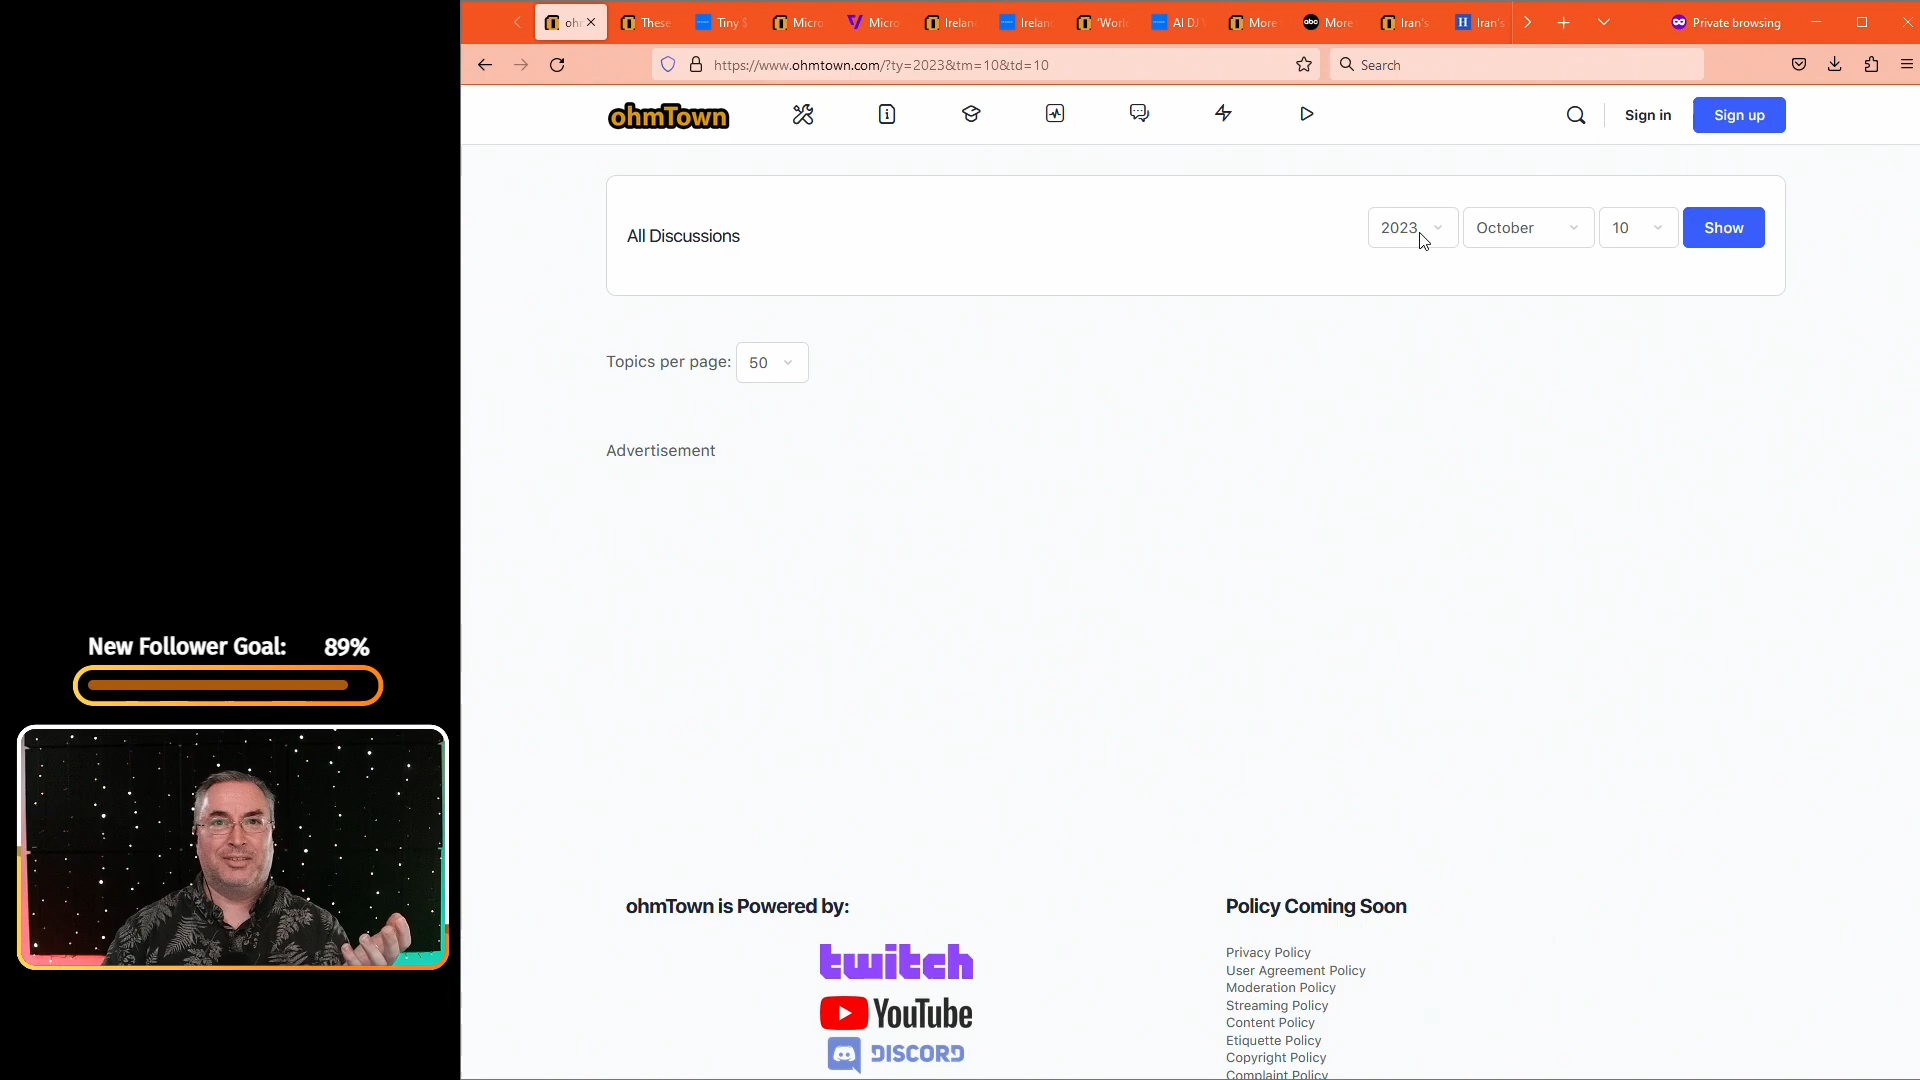 oh
These
Tiny S
Micro
Micro
Irelan
Irelan
'Worl
AI DJ
More
abc
More
Iran's
H
Iran's
Private browsing
https://www.ohmtown.com/?ty=2023&tm=10&td=10
Search
ohmTown
Sign in
Sign up
All Discussions
2023
October
10
Show
Topics per page:
50
Advertisement
New Follower Goal: 89%
ohmTown is Powered by:
twitch
YouTube
DISCORD
Policy Coming Soon
Privacy Policy
User Agreement Policy
Moderation Policy
Streaming Policy
Content Policy
Etiquette Policy
Copyright Policy
Complaint Policy